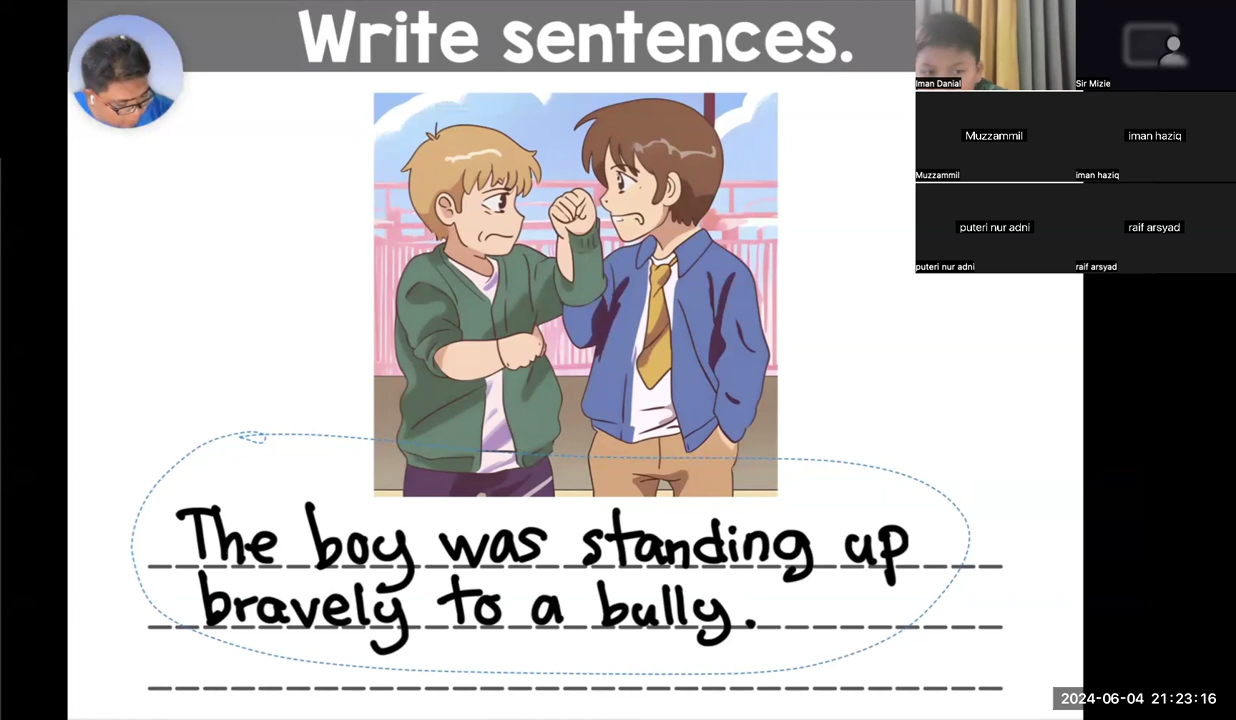 Write sentences.
Iman Danial
Sir Mizie
Muzzammil
iman haziq
Muzzammil
iman haziq
puteri nur adni
raif arsyad
puteri nur adni
raif arsyad
The boy was standing up
bravely to a bully.
2024-06-04 21:23:16